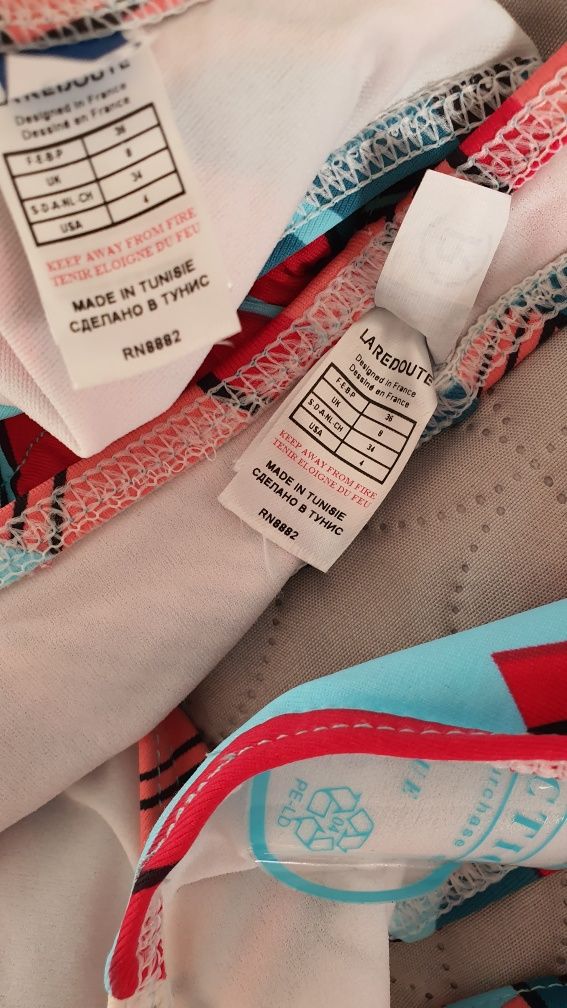 LAREDOUTE
Designed in France
Dessiné en France
F·E·B·P 36
UK 8
S·D·A·NL·CH 34
USA 4
KEEP AWAY FROM FIRE
TENIR ELOIGNE DU FEU
MADE IN TUNISIE
СДЕЛАНО В ТУНИС
RN8882
LAREDOUTE
Designed in France
Dessiné en France
F·E·B·P 36
UK 8
S·D·A·NL·CH 34
USA 4
KEEP AWAY FROM FIRE
TENIR ELOIGNE DU FEU
MADE IN TUNISIE
СДЕЛАНО В ТУНИС
RN8882
04
PE-LD